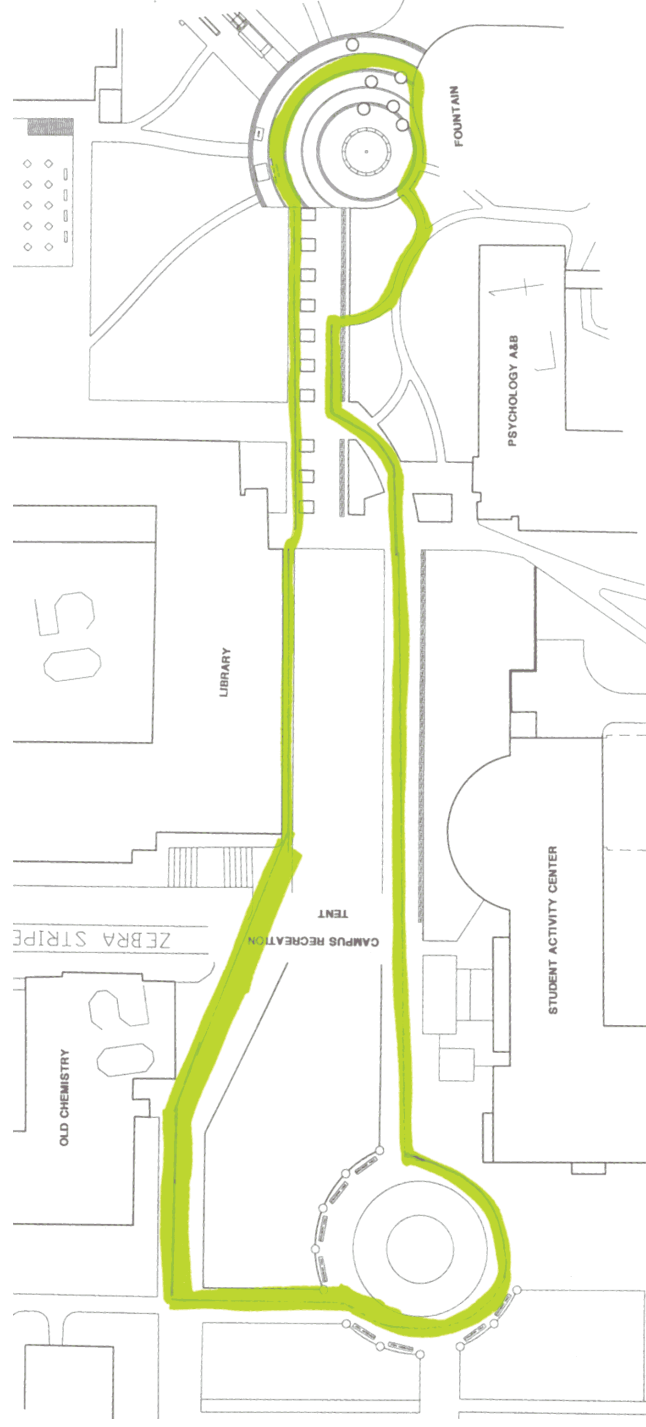 FOUNTAIN
PSYCHOLOGY A&B
05
LIBRARY
TENT
CAMPUS RECREATION
ZEBRA STRIPE
STUDENT ACTIVITY CENTER
02
OLD CHEMISTRY